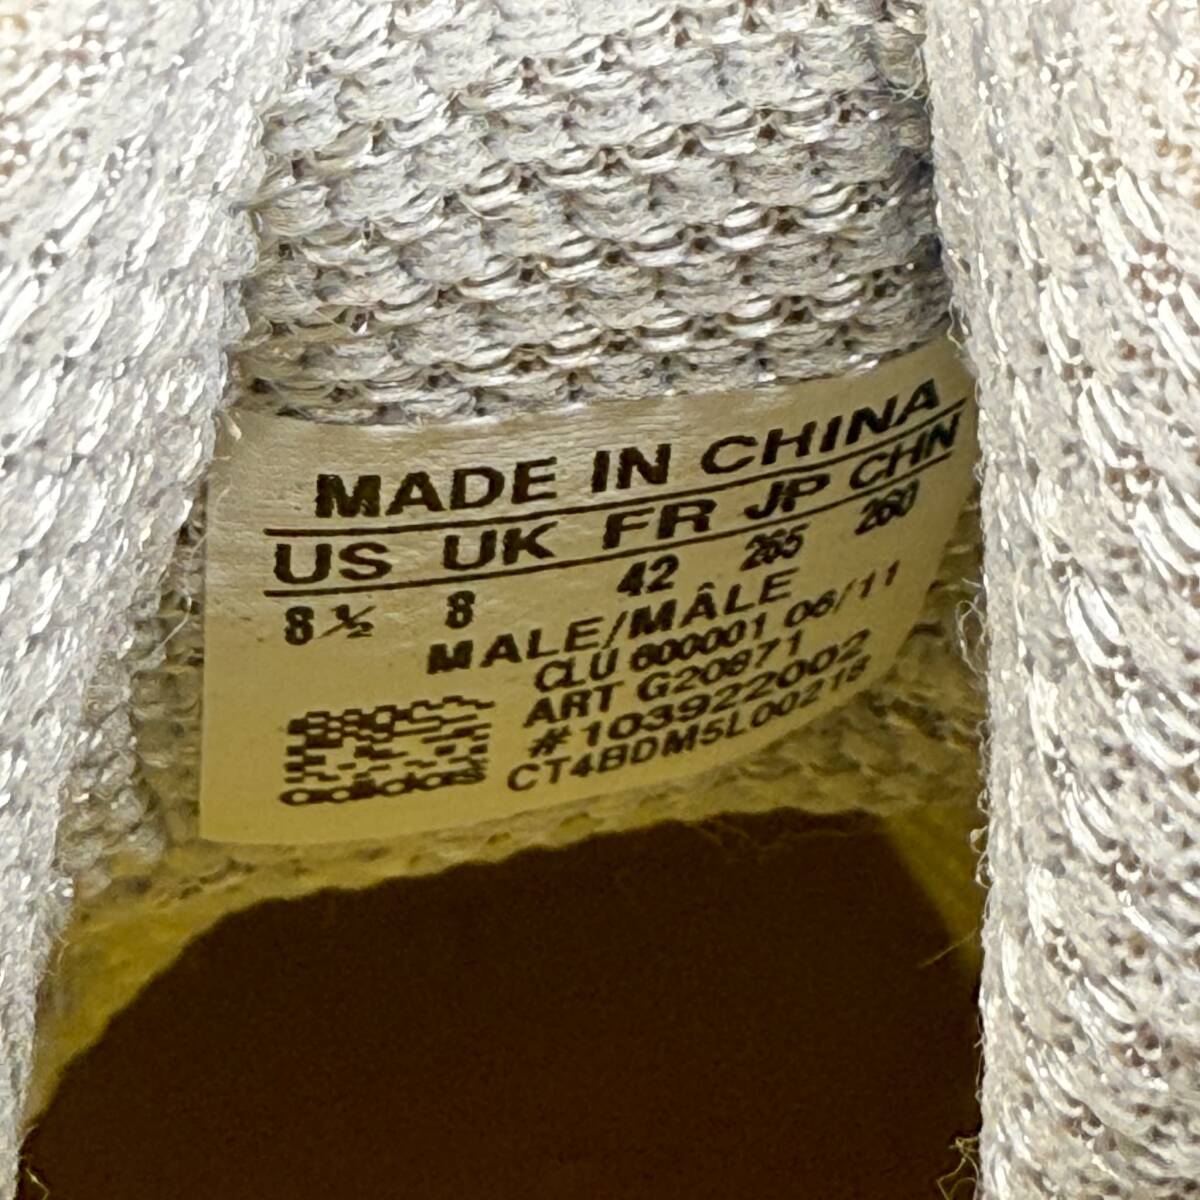 MADE IN CHINA
US UK FR JP CHN
8½ 8 42 265 260
MALE/MÂLE
CLU 600001 06/11
ART G20871
#103922002
CT4BDM5L00218
adidas